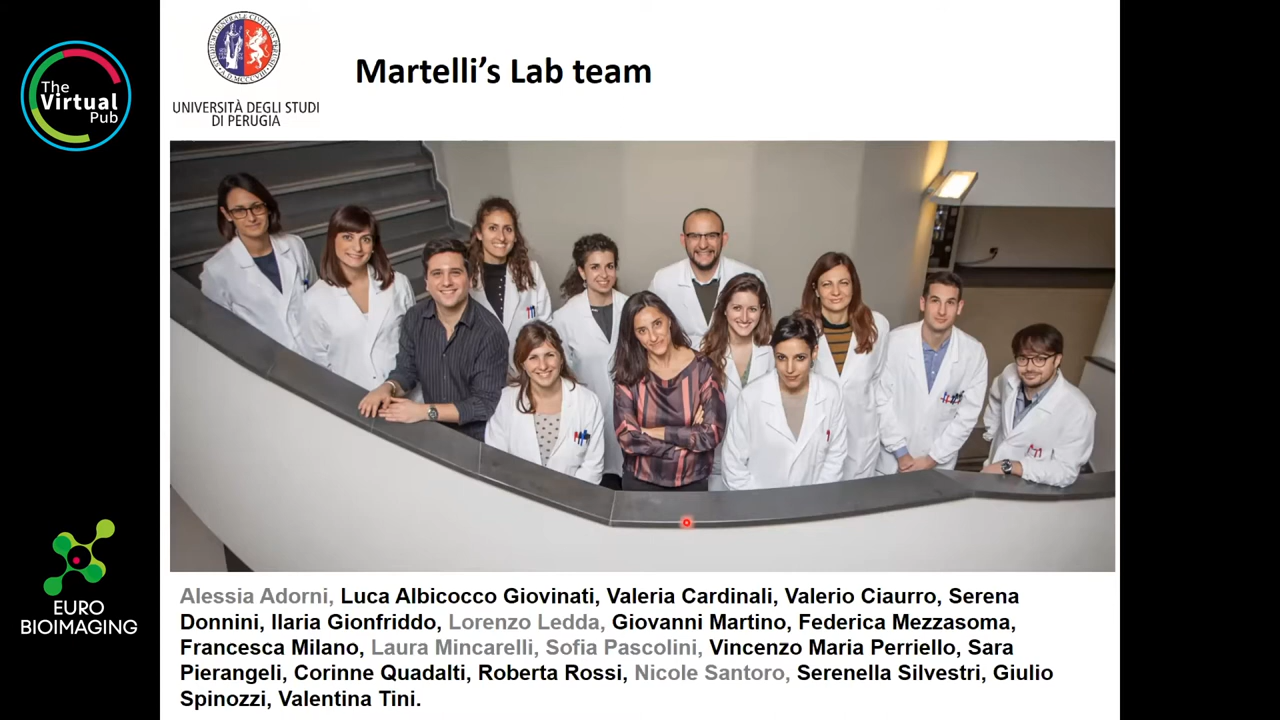 The
Virtual
Pub
UNIVERSITÀ DEGLI STUDI
DI PERUGIA
Martelli's Lab team
EURO
BIOIMAGING
Alessia Adorni, Luca Albicocco Giovinati, Valeria Cardinali, Valerio Ciaurro, Serena
Donnini, Ilaria Gionfriddo, Lorenzo Ledda, Giovanni Martino, Federica Mezzasoma,
Francesca Milano, Laura Mincarelli, Sofia Pascolini, Vincenzo Maria Perriello, Sara
Pierangeli, Corinne Quadalti, Roberta Rossi, Nicole Santoro, Serenella Silvestri, Giulio
Spinozzi, Valentina Tini.